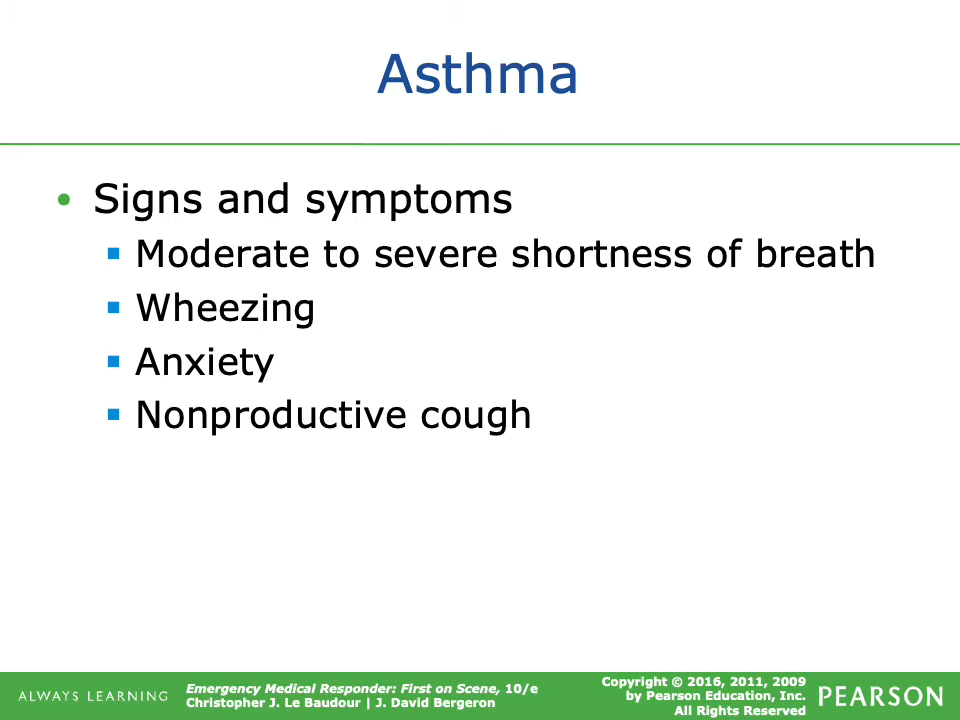 Asthma
• Signs and symptoms
▪ Moderate to severe shortness of breath
▪ Wheezing
▪ Anxiety
▪ Nonproductive cough
ALWAYS LEARNING
Emergency Medical Responder: First on Scene, 10/e
Christopher J. Le Baudour | J. David Bergeron
Copyright © 2016, 2011, 2009
by Pearson Education, Inc.
All Rights Reserved
PEARSON